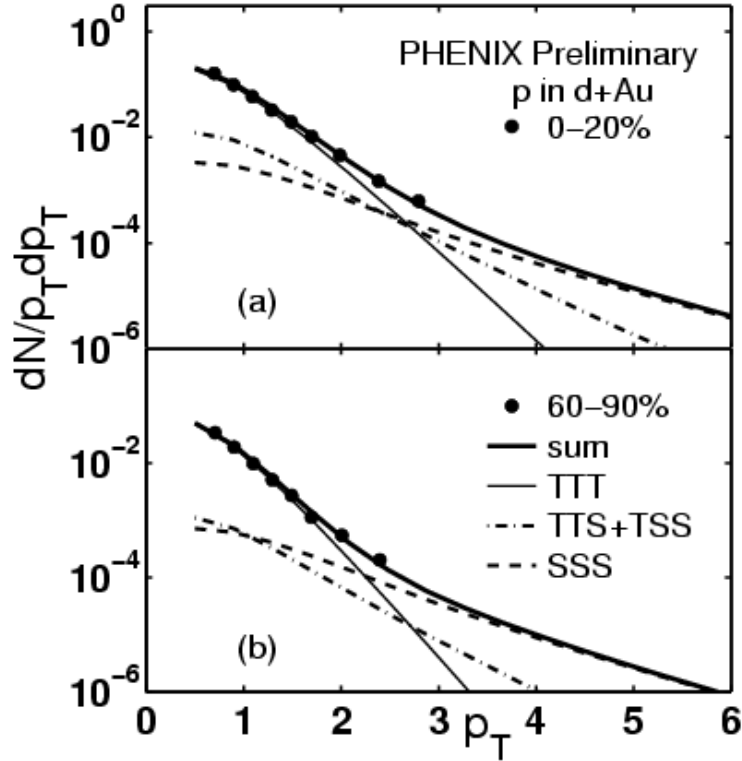 10^0
PHENIX Preliminary
p in d+Au
0–20%
10^-2
10^-4
(a)
10^-6
dN/p_T dp_T
60–90%
10^-2
sum
TTT
TTS+TSS
10^-4
SSS
(b)
10^-6
0 1 2 3 4 5 6
p_T